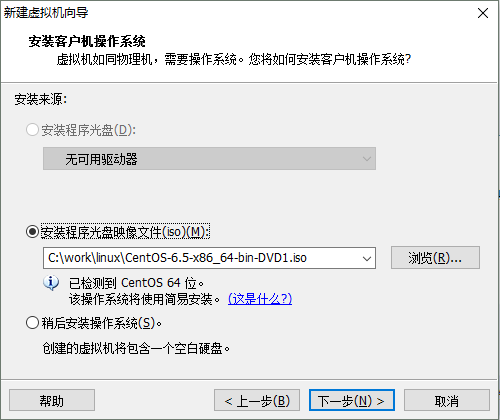 新建虚拟机向导
安装客户机操作系统
虚拟机如同物理机，需要操作系统。您将如何安装客户机操作系统?
安装来源:
安装程序光盘(D):
无可用驱动器
安装程序光盘映像文件(iso)(M):
C:\work\linux\CentOS-6.5-x86_64-bin-DVD1.iso
浏览(R)...
已检测到 CentOS 64 位。
该操作系统将使用简易安装。 (这是什么?)
稍后安装操作系统(S)。
创建的虚拟机将包含一个空白硬盘。
帮助
< 上一步(B)
下一步(N) >
取消